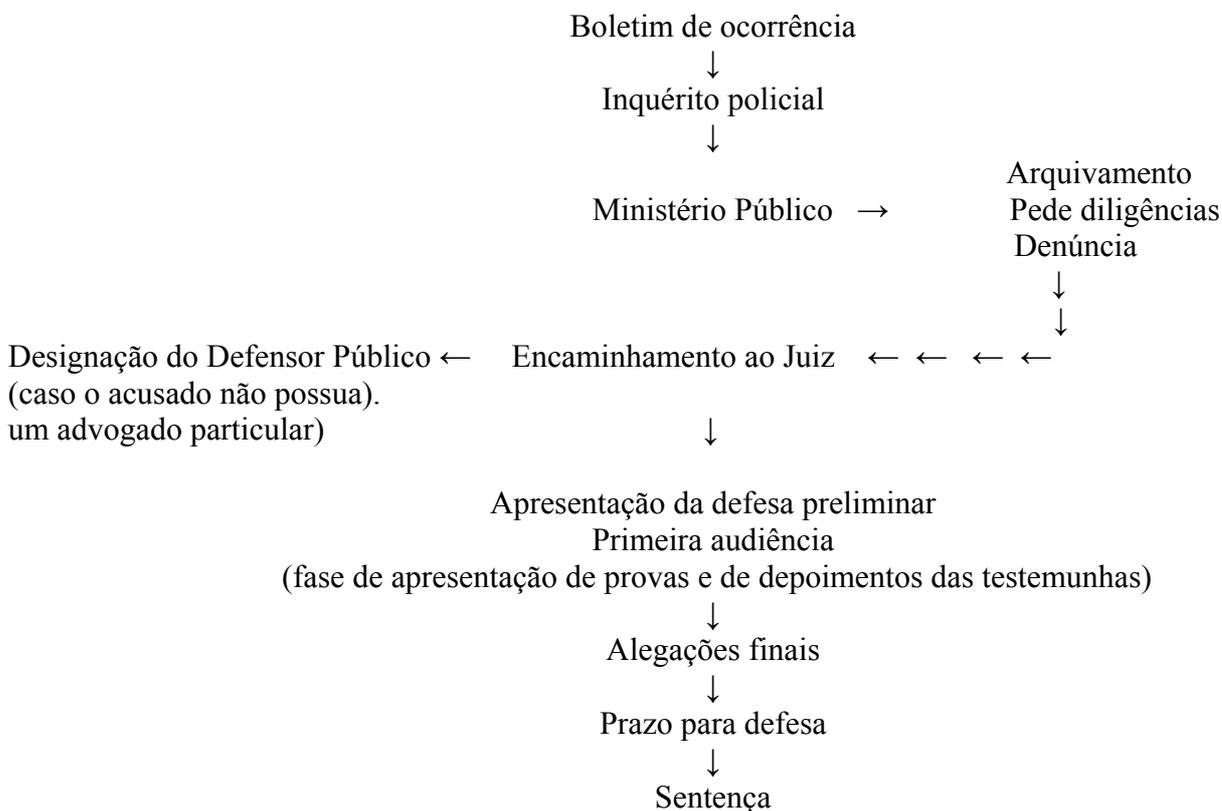 Boletim de ocorrência
↓
Inquérito policial
↓
Arquivamento
Ministério Público → Pede diligências
Denúncia
↓
↓
Designação do Defensor Público ← Encaminhamento ao Juiz ← ← ← ←
(caso o acusado não possua).
um advogado particular) ↓
Apresentação da defesa preliminar
Primeira audiência
(fase de apresentação de provas e de depoimentos das testemunhas)
↓
Alegações finais
↓
Prazo para defesa
↓
Sentença